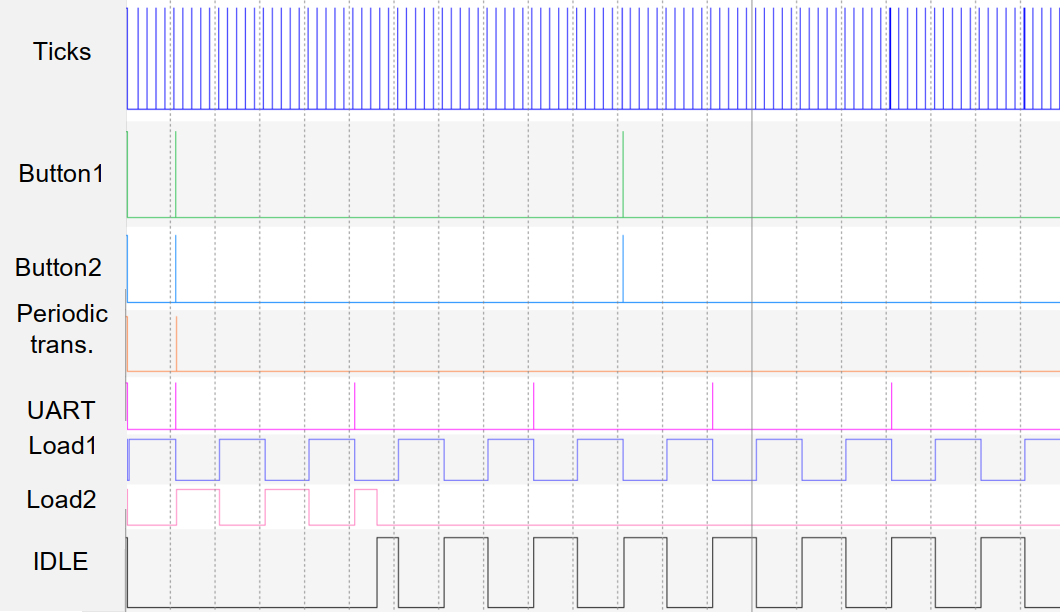 Ticks
Button1
Button2
Periodic
trans.
UART
Load1
Load2
IDLE